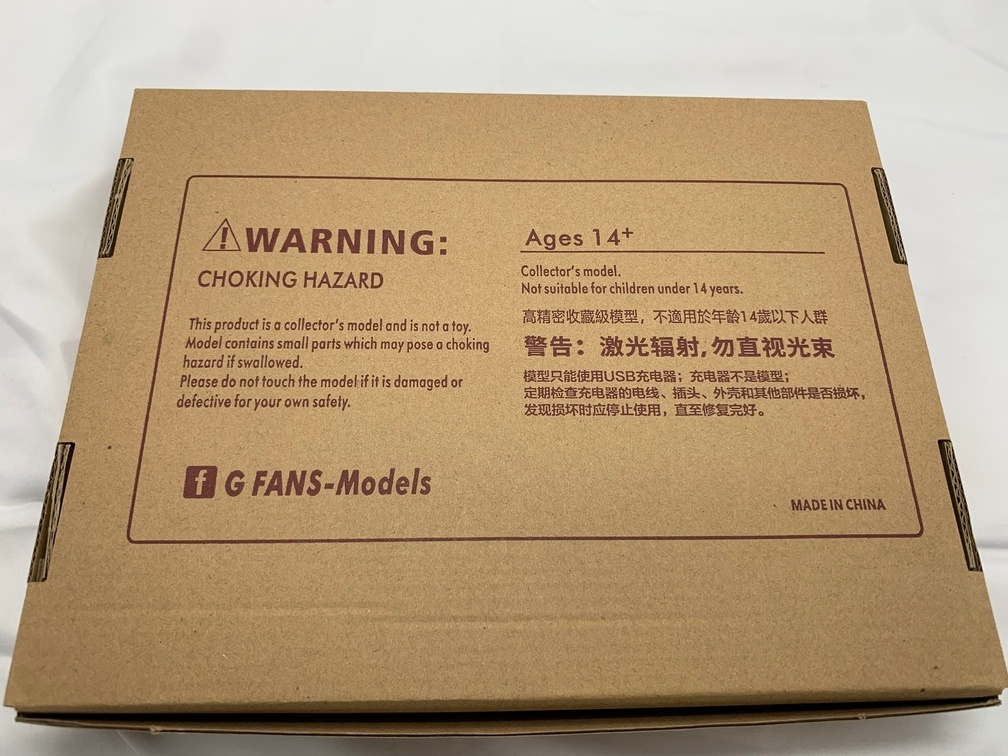 WARNING:
CHOKING HAZARD
This product is a collector's model and is not a toy.
Model contains small parts which may pose a choking
hazard if swallowed.
Please do not touch the model if it is damaged or
defective for your own safety.
f G FANS-Models
Ages 14+
Collector's model.
Not suitable for children under 14 years.
高精密收藏級模型，不適用於年齡14歲以下人群
警告：激光辐射,勿直视光束
模型只能使用USB充电器；充电器不是模型；
定期检查充电器的电线、插头、外壳和其他部件是否损坏，
发现损坏时应停止使用，直至修复完好。
MADE IN CHINA